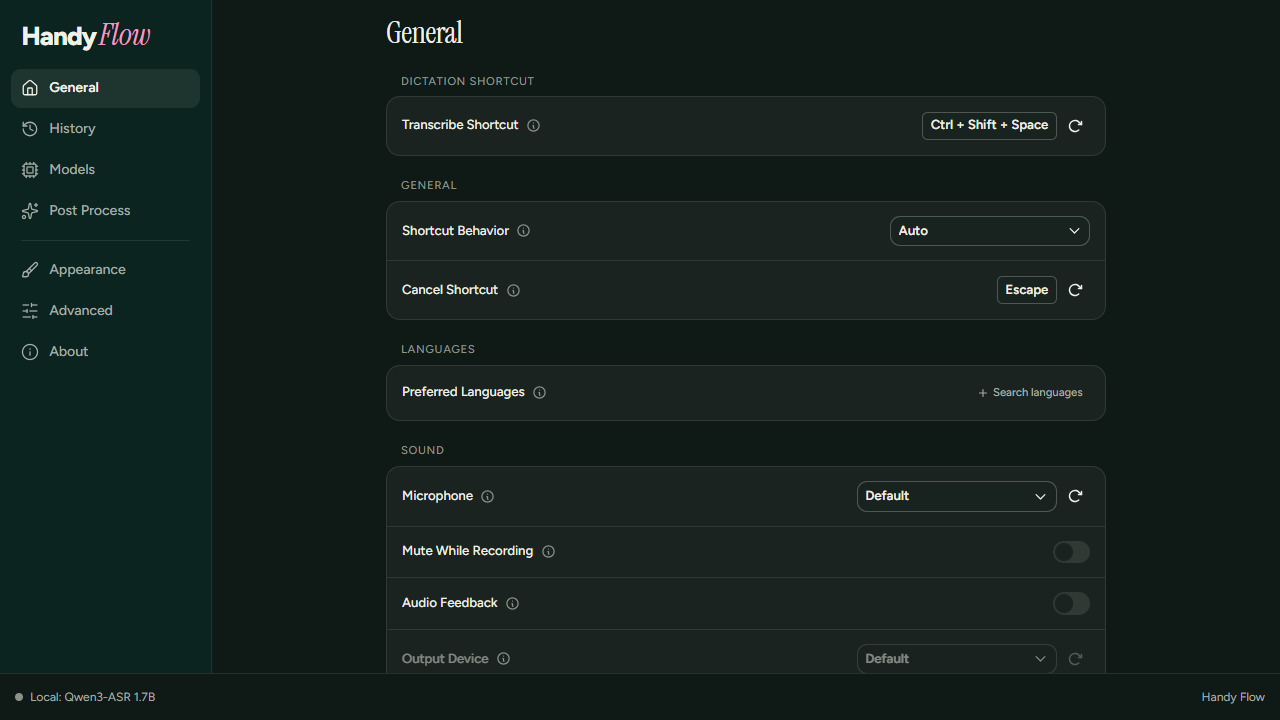 Handy Flow
General
History
Models
Post Process
Appearance
Advanced
About
General
DICTATION SHORTCUT
Transcribe Shortcut
Ctrl + Shift + Space
GENERAL
Shortcut Behavior
Auto
Cancel Shortcut
Escape
LANGUAGES
Preferred Languages
+ Search languages
SOUND
Microphone
Default
Mute While Recording
Audio Feedback
Output Device
Default
Local: Qwen3-ASR 1.7B
Handy Flow